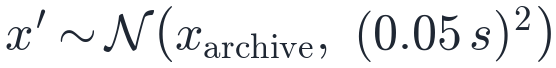 x′ ∼ 𝒩(x_archive, (0.05 s)²)